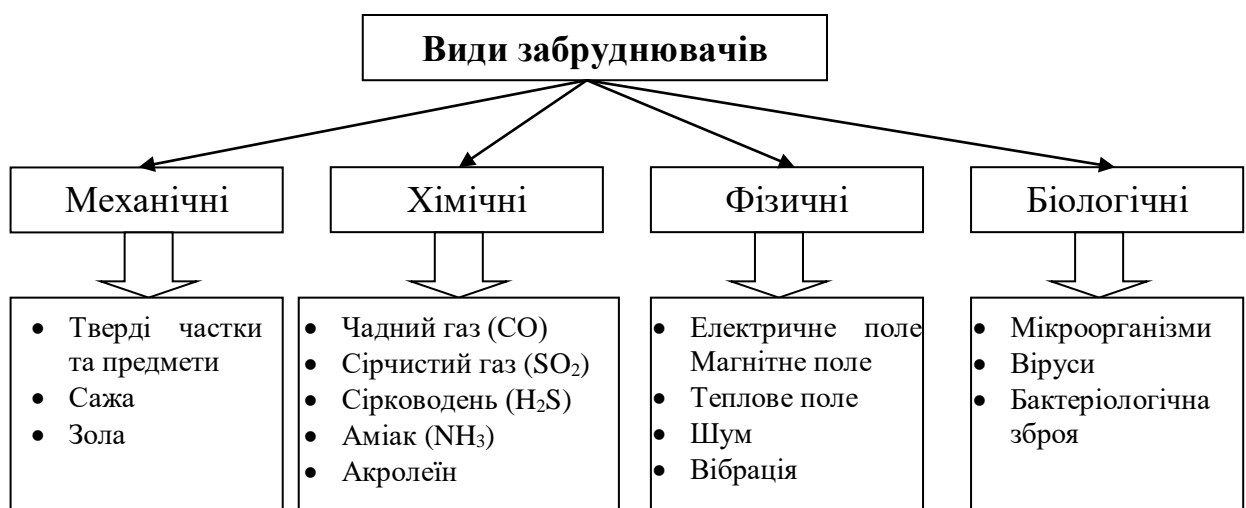 Види забруднювачів
Механічні
Хімічні
Фізичні
Біологічні
• Тверді частки
та предмети
• Сажа
• Зола
• Чадний газ (CO)
• Сірчистий газ (SO₂)
• Сірководень (H₂S)
• Аміак (NH₃)
• Акролеїн
• Електричне поле
Магнітне поле
• Теплове поле
• Шум
• Вібрація
• Мікроорганізми
• Віруси
• Бактеріологічна
зброя